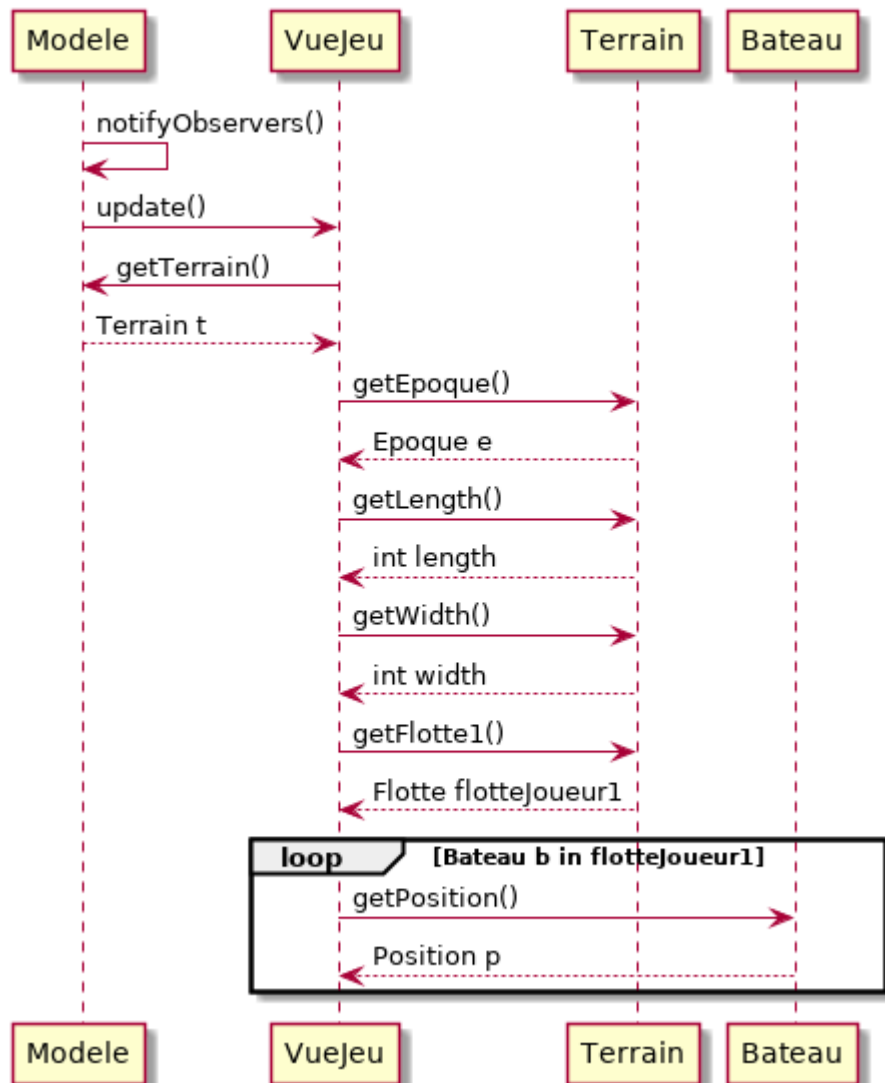 Modele VueJeu Terrain Bateau
notifyObservers()
update()
getTerrain()
Terrain t
getEpoque()
Epoque e
getLength()
int length
getWidth()
int width
getFlotte1()
Flotte flotteJoueur1
loop [Bateau b in flotteJoueur1]
getPosition()
Position p
Modele VueJeu Terrain Bateau